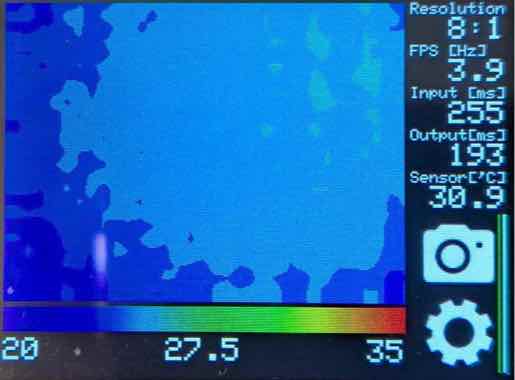 Resolution
8:1
FPS [Hz]
3.9
Input [ms]
255
Output[ms]
193
Sensor[°C]
30.9
20 27.5 35